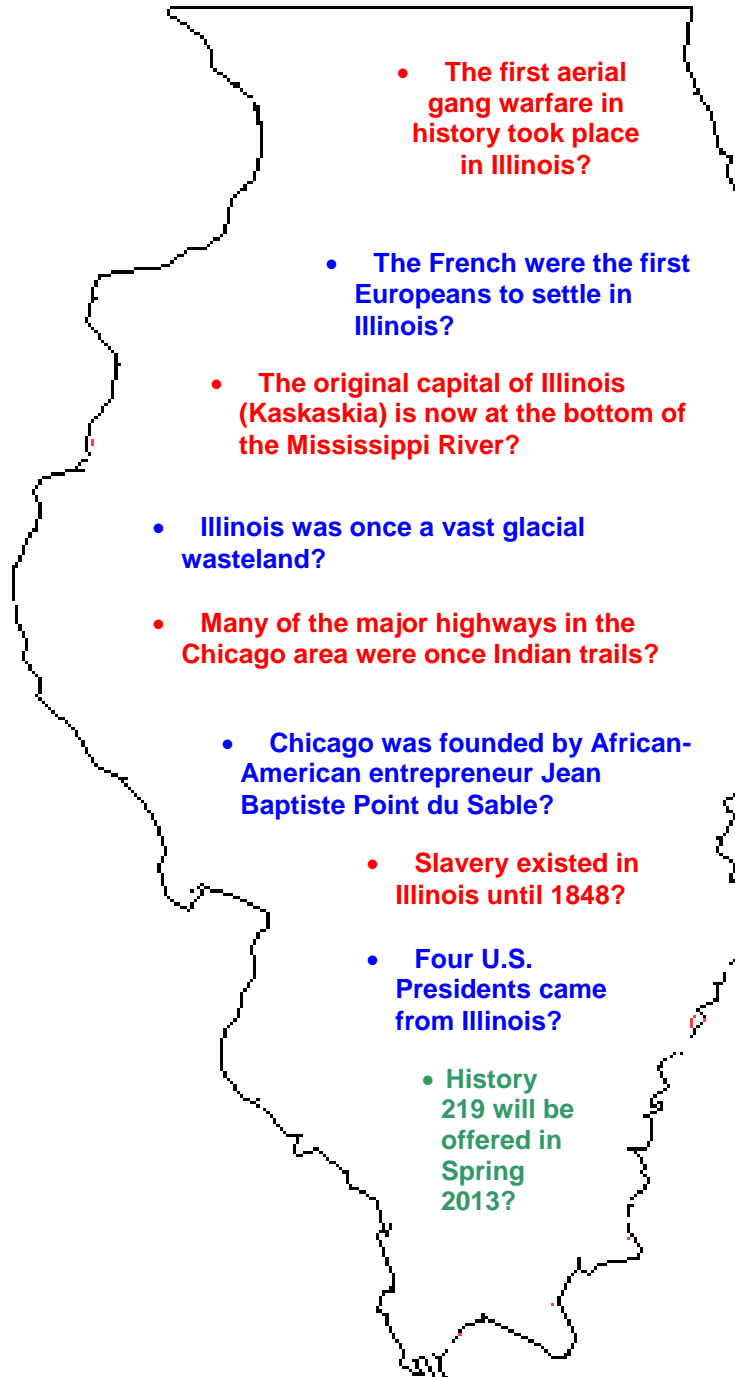 • The first aerial
gang warfare in
history took place
in Illinois?
• The French were the first
Europeans to settle in
Illinois?
• The original capital of Illinois
(Kaskaskia) is now at the bottom of
the Mississippi River?
• Illinois was once a vast glacial
wasteland?
• Many of the major highways in the
Chicago area were once Indian trails?
• Chicago was founded by African-
American entrepreneur Jean
Baptiste Point du Sable?
• Slavery existed in
Illinois until 1848?
• Four U.S.
Presidents came
from Illinois?
• History
219 will be
offered in
Spring
2013?